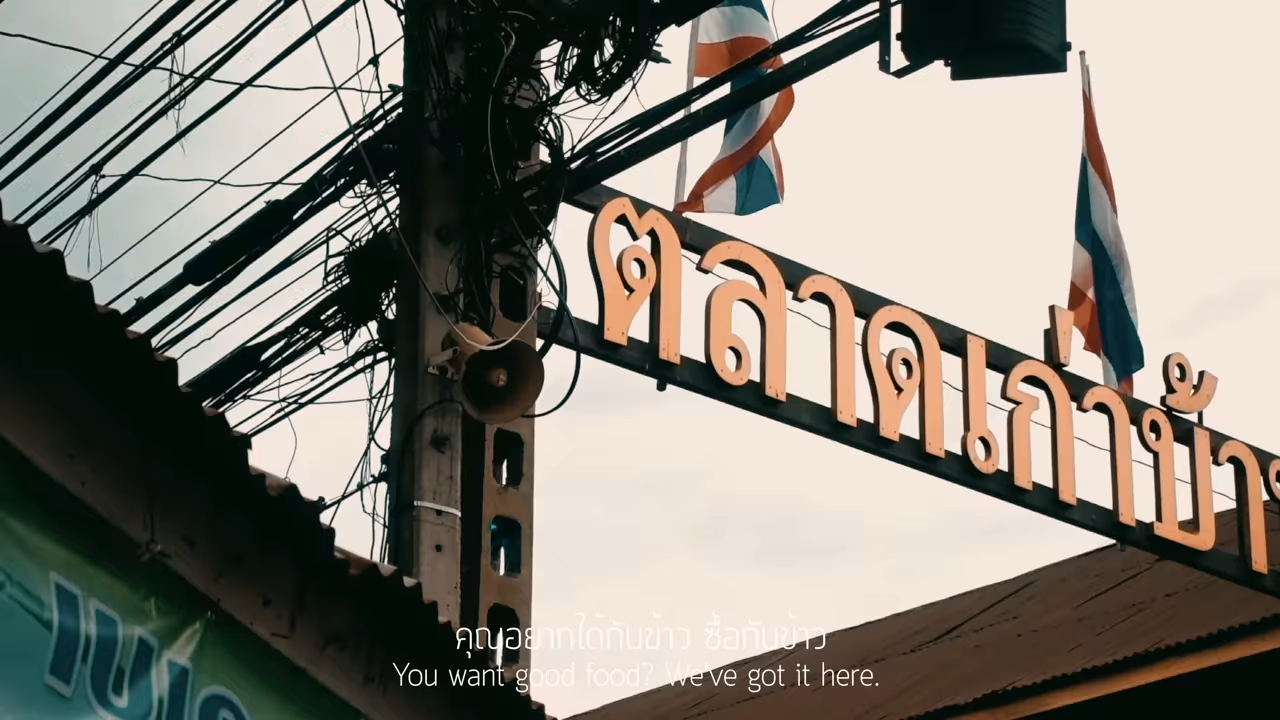 ตลาดเก่าบ้า
คุณอยากได้กับข้าว ซื้อกับข้าว
You want good food? We've got it here.